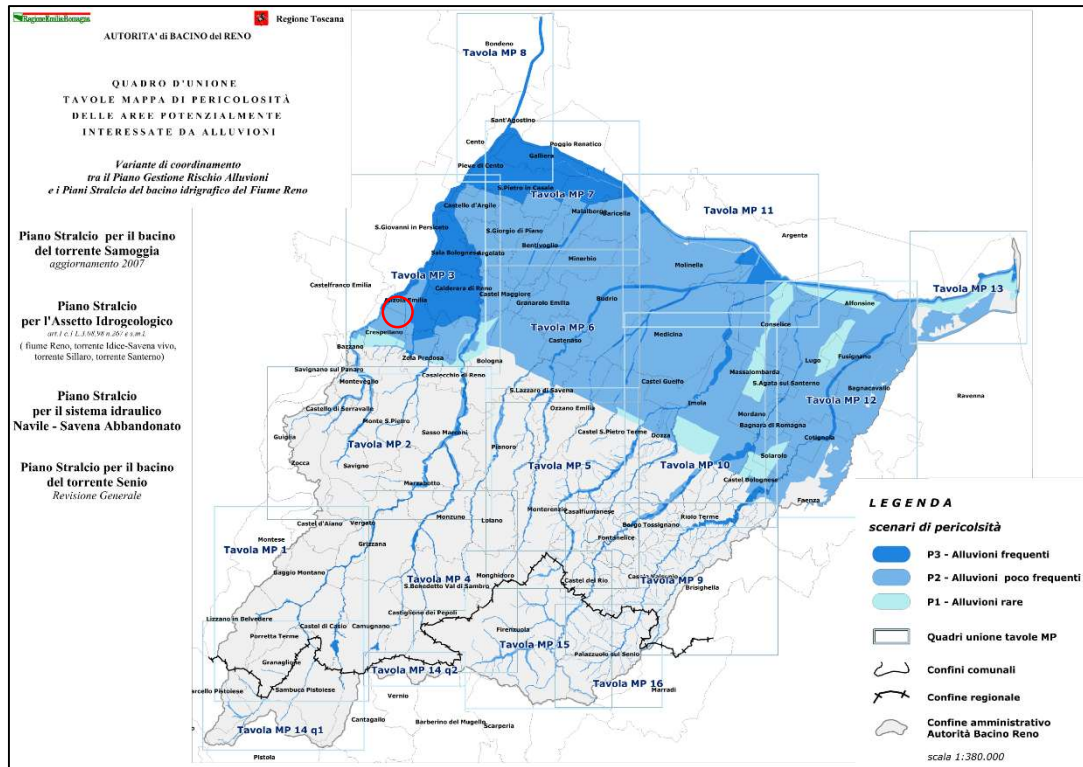 RegioneEmiliaRomagna
Regione Toscana
AUTORITA' di BACINO del RENO
QUADRO D'UNIONE
TAVOLE MAPPA DI PERICOLOSITÀ
DELLE AREE POTENZIALMENTE
INTERESSATE DA ALLUVIONI
Variante di coordinamento
tra il Piano Gestione Rischio Alluvioni
e i Piani Stralcio del bacino idrigrafico del Fiume Reno
Piano Stralcio per il bacino
del torrente Samoggia
aggiornamento 2007
Piano Stralcio
per l'Assetto Idrogeologico
( fiume Reno, torrente Idice-Savena vivo,
torrente Sillaro, torrente Santerno)
Piano Stralcio
per il sistema idraulico
Navile - Savena Abbandonato
Piano Stralcio per il bacino
del torrente Senio
Revisione Generale
Bondeno
Tavola MP 8
Sant'Agostino
Cento
Poggio Renatico
Galliera
Pieve di Cento
S.Pietro in Casale
Tavola MP 7
Castello d'Argile
Malalbergo
Baricella
Tavola MP 11
S.Giovanni in Persiceto
S.Giorgio di Piano
Argenta
Bentivoglio
Sala Bolognese
Argelato
Minerbio
Molinella
Tavola MP 3
Castelfranco Emilia
Calderara di Reno
Tavola MP 13
Anzola Emilia
Castel Maggiore
Granarolo Emilia
Budrio
Alfonsine
Crespellano
Tavola MP 6
Medicina
Conselice
Castenaso
Bazzano
Zola Predosa
Bologna
Lugo
Fusignano
Savignano sul Panaro
Casalecchio di Reno
Massalombarda
Monteveglio
Castel Guelfo
S.Agata sul Santerno
Bagnacavallo
S.Lazzaro di Savena
Ravenna
Castello di Serravalle
Ozzano Emilia
Imola
Tavola MP 12
Monte S.Pietro
Mordano
Guiglia
Sasso Marconi
Castel S.Pietro Terme
Bagnara di Romagna
Tavola MP 2
Pianoro
Dozza
Cotignola
Zocca
Savigno
Tavola MP 5
Tavola MP 10
Solarolo
Marzabotto
Castel Bolognese
Monterenzio
Casalfiumanese
Faenza
Castel d'Aiano
Vergato
Monzuno
Loiano
Riolo Terme
Borgo Tossignano
Montese
Tavola MP 1
Grizzana
Fontanelice
Gaggio Montano
Tavola MP 4
Monghidoro
Castel del Rio
Casola Valsenio
Tavola MP 9
S.Benedetto Val di Sambro
Brisighella
Lizzano in Belvedere
Castiglione dei Pepoli
Castel di Casio
Camugnano
Firenzuola
Porretta Terme
Tavola MP 15
Granaglione
Palazzuolo sul Senio
Tavola MP 14 q2
Tavola MP 16
Marradi
Sambuca Pistoiese
Vernio
Cantagallo
Barberino del Mugello
Scarperia
Tavola MP 14 q1
Pistoia
LEGENDA
scenari di pericolsità
P3 - Alluvioni frequenti
P2 - Alluvioni poco frequenti
P1 - Alluvioni rare
Quadri unione tavole MP
Confini comunali
Confine regionale
Confine amministrativo
Autorità Bacino Reno
scala 1:380.000